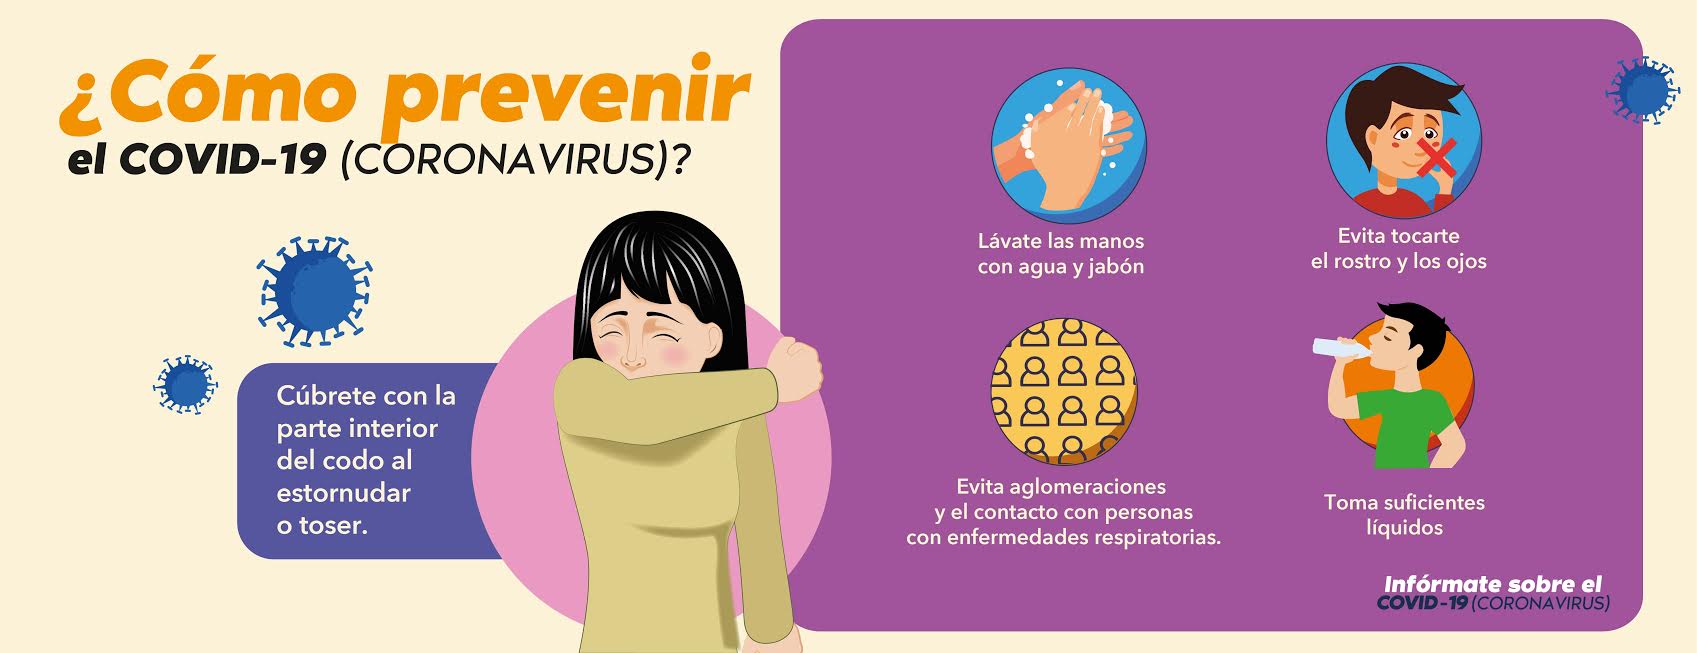 ¿Cómo prevenir
el COVID-19 (CORONAVIRUS)?
Cúbrete con la
parte interior
del codo al
estornudar
o toser.
Lávate las manos
con agua y jabón
Evita tocarte
el rostro y los ojos
Evita aglomeraciones
y el contacto con personas
con enfermedades respiratorias.
Toma suficientes
líquidos
Infórmate sobre el
COVID-19 (CORONAVIRUS)